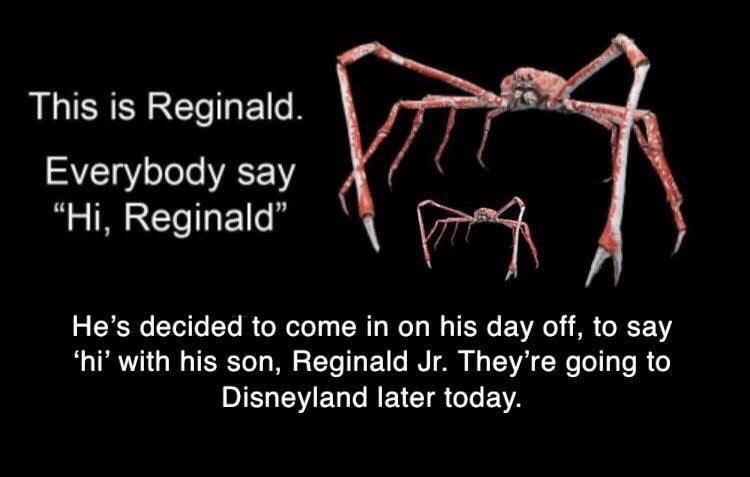 This is Reginald.
Everybody say
“Hi, Reginald”
He’s decided to come in on his day off, to say
‘hi’ with his son, Reginald Jr. They’re going to
Disneyland later today.